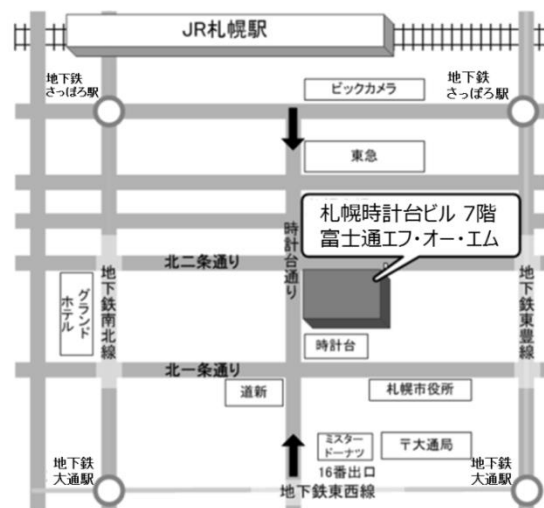 JR札幌駅
地下鉄
さっぽろ駅
ビックカメラ
地下鉄
さっぽろ駅
東急
札幌時計台ビル 7階
富士通エフ・オー・エム
時計台通り
北二条通り
グランド
ホテル
地下鉄南北線
地下鉄東豊線
時計台
北一条通り
道新
札幌市役所
ミスター
ドーナツ
〒大通局
16番出口
地下鉄
大通駅
地下鉄東西線
地下鉄
大通駅